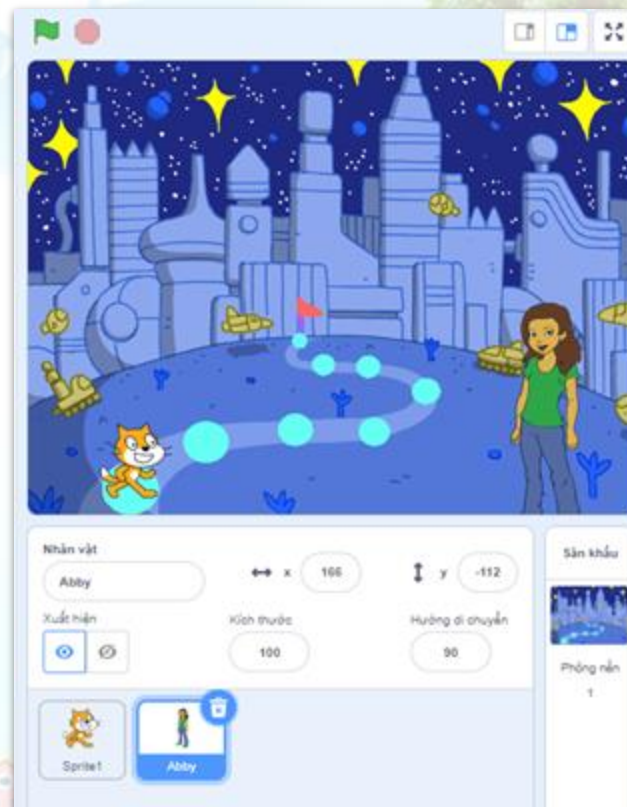 Nhân vật
Abby
x 166
y -112
Xuất hiện
Kích thước
100
Hướng di chuyển
90
Sân khấu
Phông nền
1
Sprite1
Abby